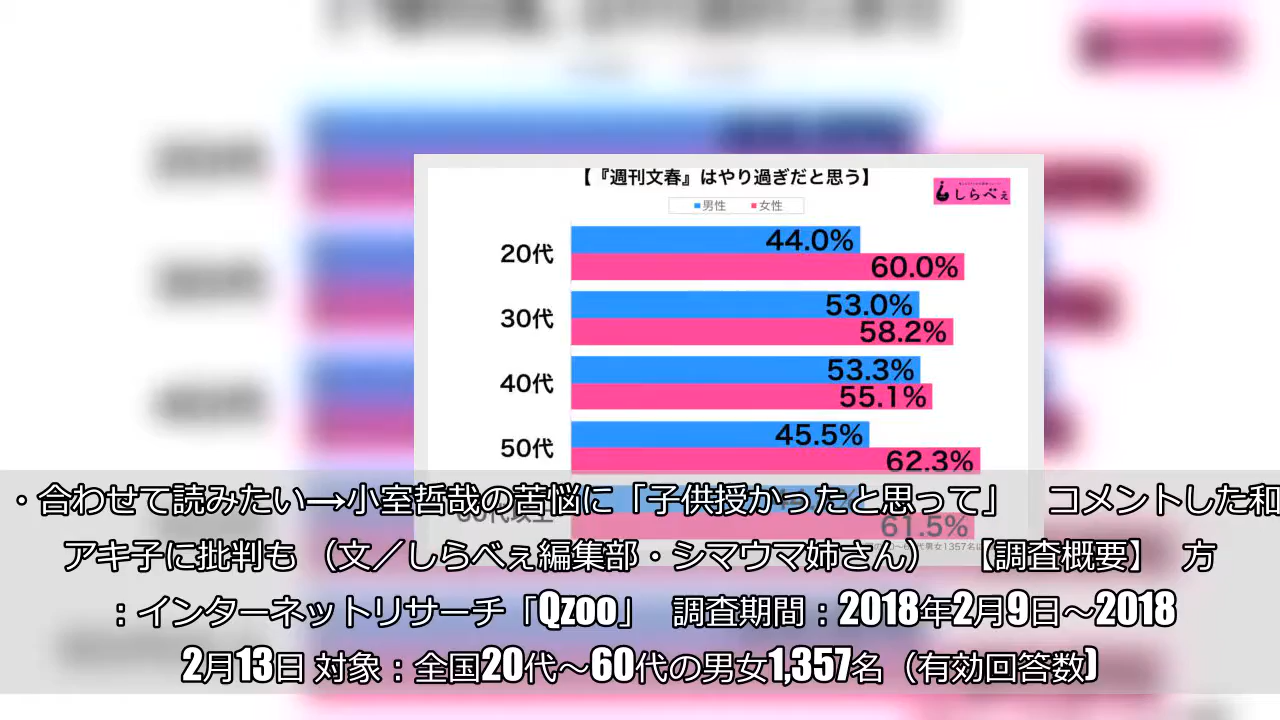 【『週刊文春』はやり過ぎだと思う】
しらべぇ
■男性 ■女性
20代
44.0%
60.0%
30代
53.0%
58.2%
40代
53.3%
55.1%
50代
45.5%
62.3%
60代以上
61.5%
・合わせて読みたい→小室哲哉の苦悩に「子供授かったと思って」 コメントした和
アキ子に批判も（文／しらべぇ編集部・シマウマ姉さん） 【調査概要】 方
：インターネットリサーチ「Qzoo」 調査期間：2018年2月9日～2018
2月13日 対象：全国20代～60代の男女1,357名（有効回答数)